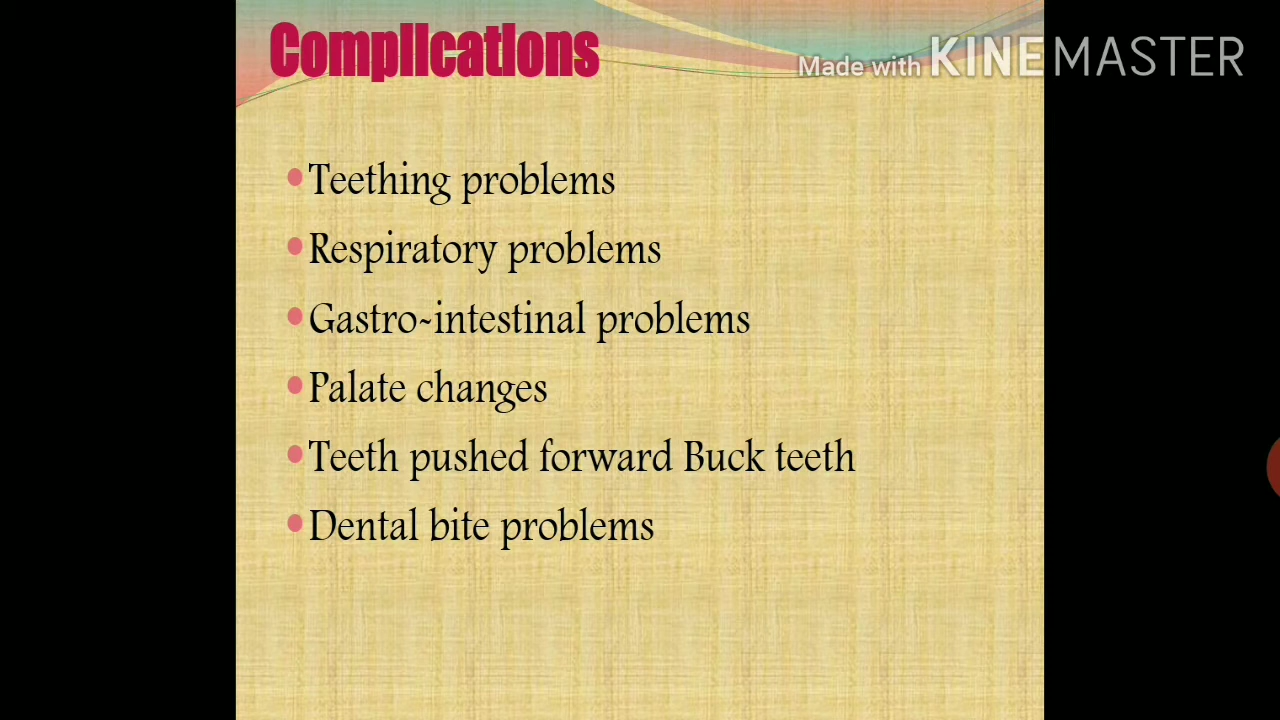 Complications
Made with KINEMASTER
Teething problems
Respiratory problems
Gastro-intestinal problems
Palate changes
Teeth pushed forward Buck teeth
Dental bite problems